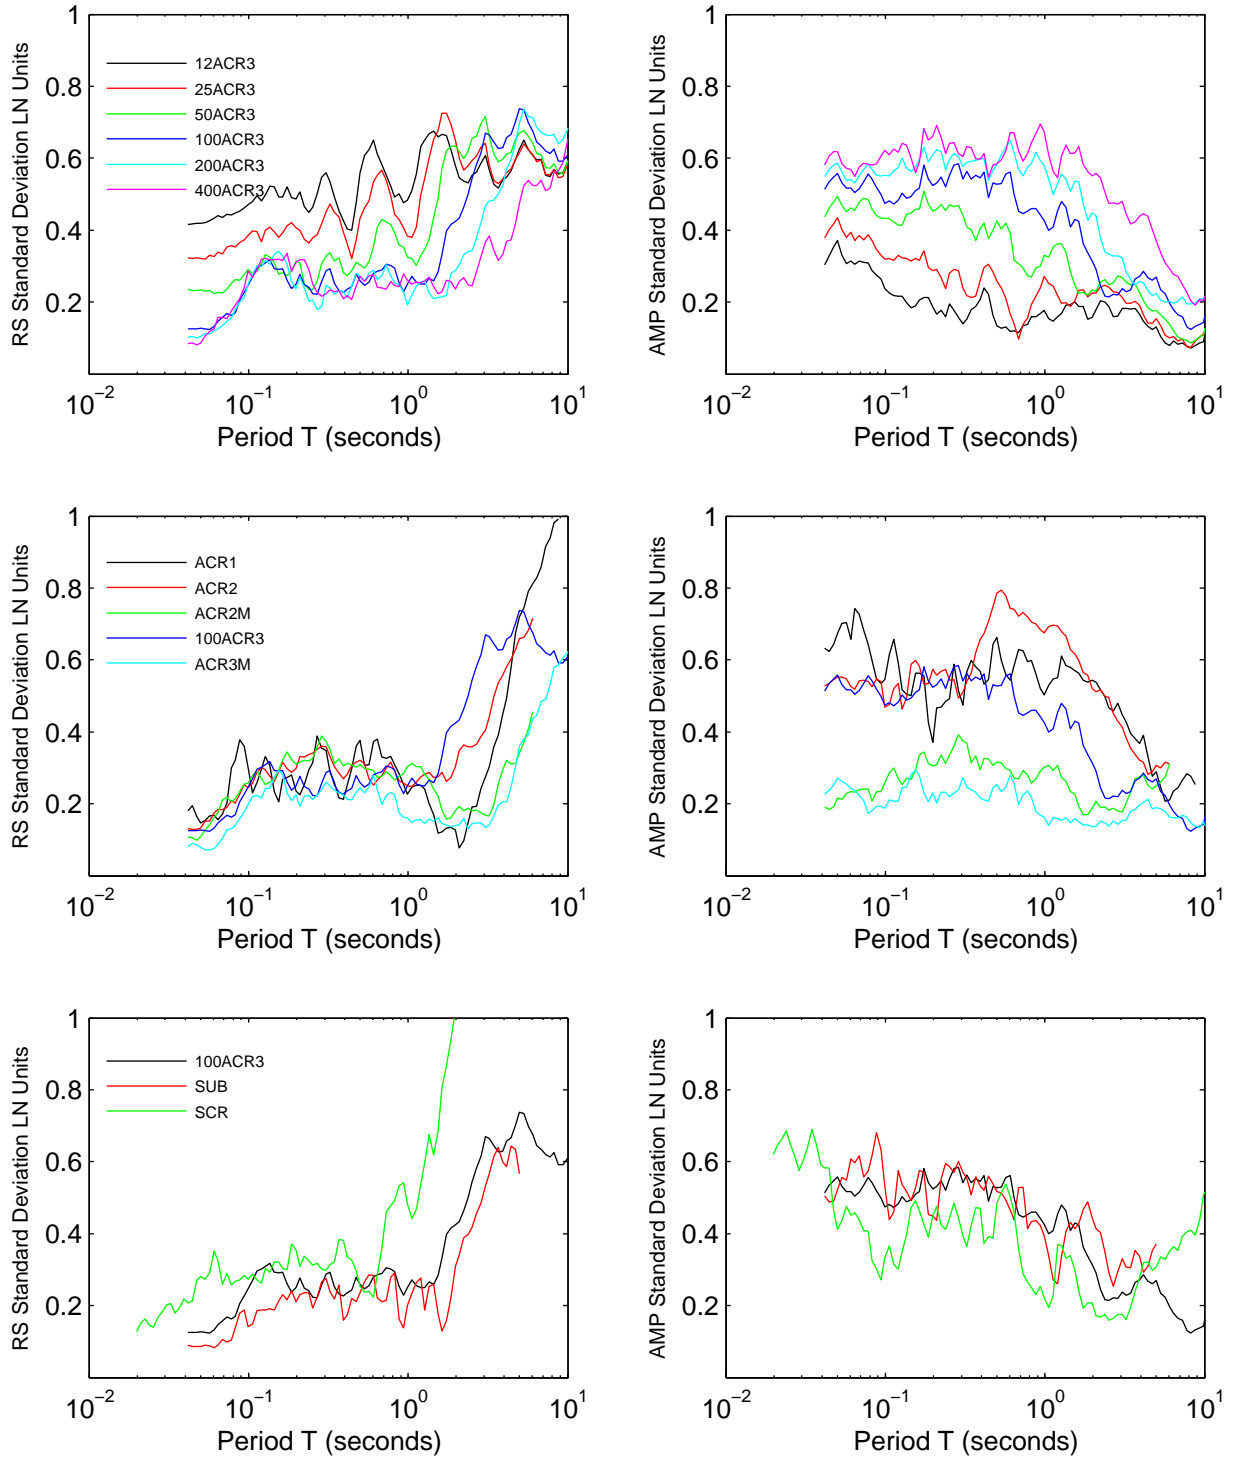 RS Standard Deviation LN Units
1
0.8
0.6
0.4
0.2
12ACR3
25ACR3
50ACR3
100ACR3
200ACR3
400ACR3
10^−2
10^−1
10^0
10^1
Period T (seconds)
AMP Standard Deviation LN Units
1
0.8
0.6
0.4
0.2
10^−2
10^−1
10^0
10^1
Period T (seconds)
RS Standard Deviation LN Units
1
0.8
0.6
0.4
0.2
ACR1
ACR2
ACR2M
100ACR3
ACR3M
10^−2
10^−1
10^0
10^1
Period T (seconds)
AMP Standard Deviation LN Units
1
0.8
0.6
0.4
0.2
10^−2
10^−1
10^0
10^1
Period T (seconds)
RS Standard Deviation LN Units
1
0.8
0.6
0.4
0.2
100ACR3
SUB
SCR
10^−2
10^−1
10^0
10^1
Period T (seconds)
AMP Standard Deviation LN Units
1
0.8
0.6
0.4
0.2
10^−2
10^−1
10^0
10^1
Period T (seconds)